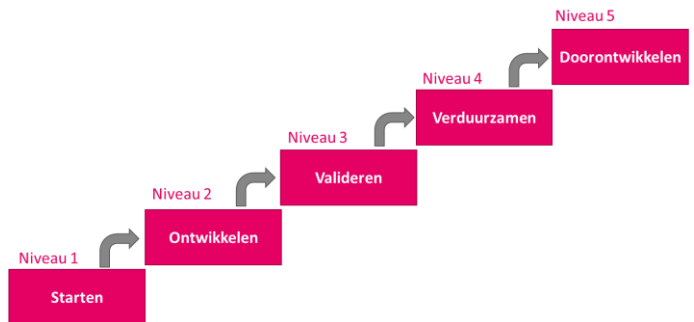 Niveau 5
Doorontwikkelen
Niveau 4
Verduurzamen
Niveau 3
Valideren
Niveau 2
Ontwikkelen
Niveau 1
Starten